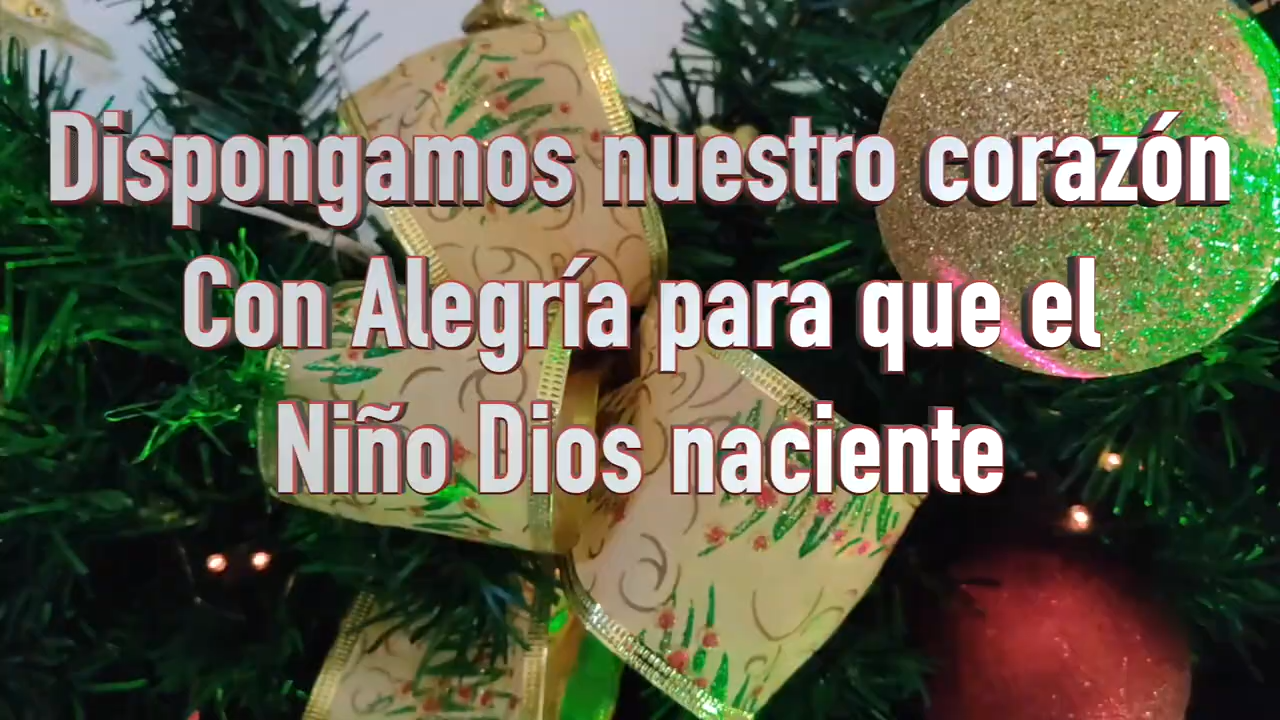 Dispongamos nuestro corazón
Con Alegría para que el
Niño Dios naciente